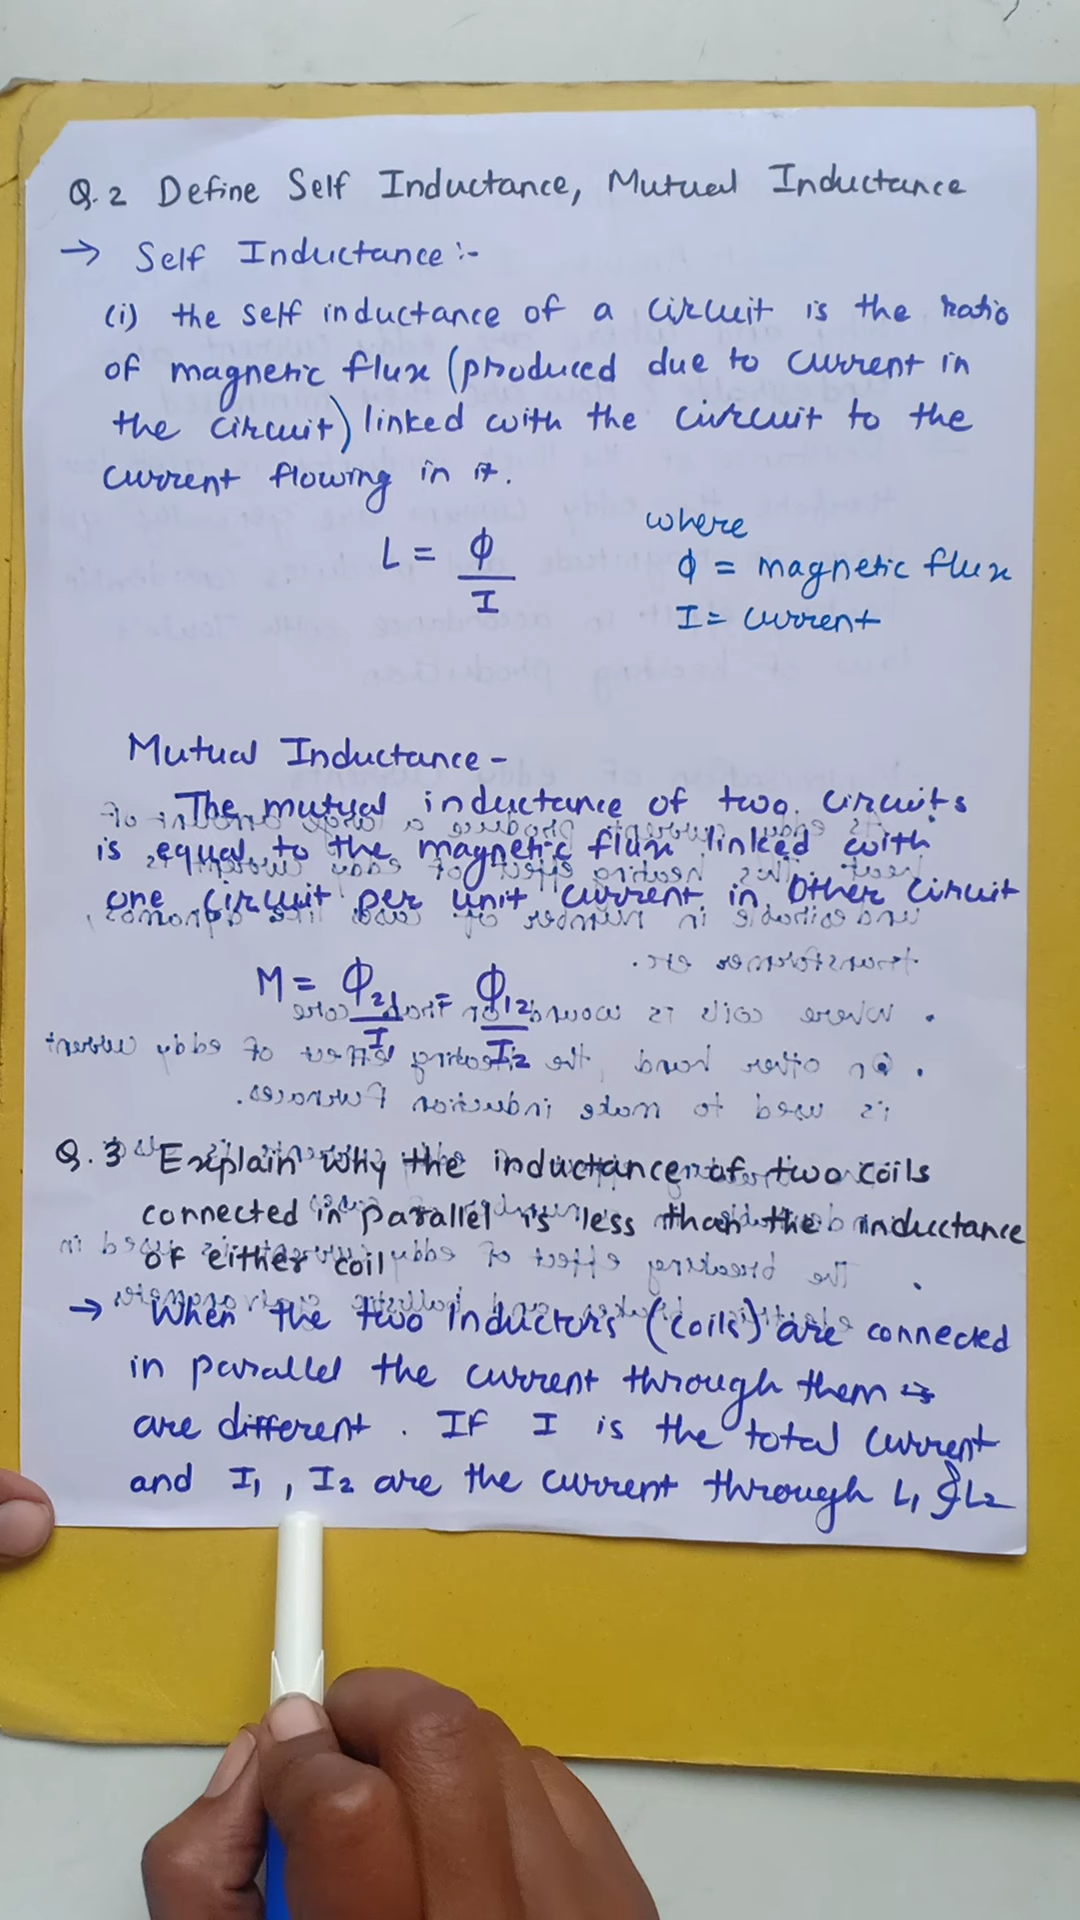 Q.2 Define Self Inductance, Mutual Inductance
→ Self Inductance :-
(i) the self inductance of a circuit is the ratio
of magnetic flux (produced due to current in
the circuit) linked with the curcuit to the
current flowing in it.
L = Φ/I
where
Φ = magnetic flux
I = current
Mutual Inductance -
The mutual inductance of two circuits
is equal to the magnetic flux linked with
one circuit per unit current in other circuit
M = Φ21/I1 = Φ12/I2
Q.3 Explain Why the inductance of two coils
connected in parallel is less than the inductance
of either coil
→ When the two inductors (coils) are connected
in parallel the current through them
are different. If I is the total current
and I1, I2 are the current through L1 & L2